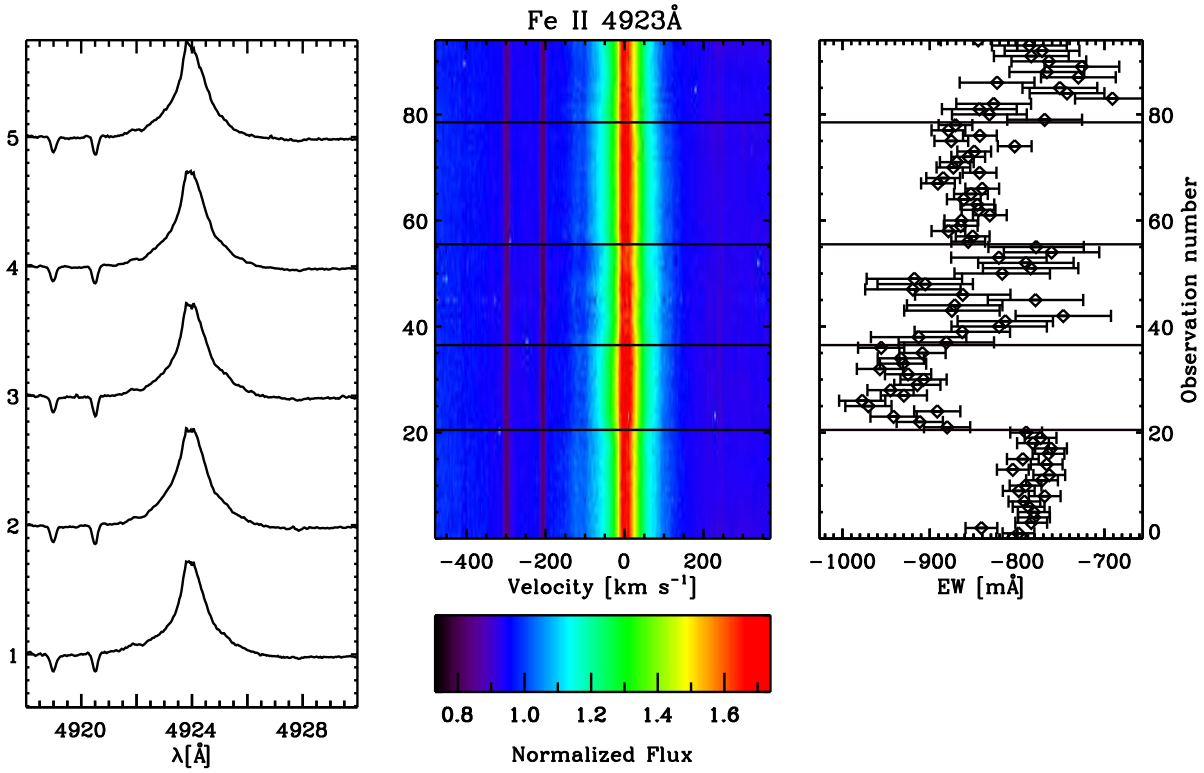 Fe II 4923Å
5
4
3
2
1
4920 4924 4928
λ[Å]
80
60
40
20
-400 -200 0 200
Velocity [km s⁻¹]
0.8 1.0 1.2 1.4 1.6
Normalized Flux
80
60
40
20
0
Observation number
-1000 -900 -800 -700
EW [mÅ]